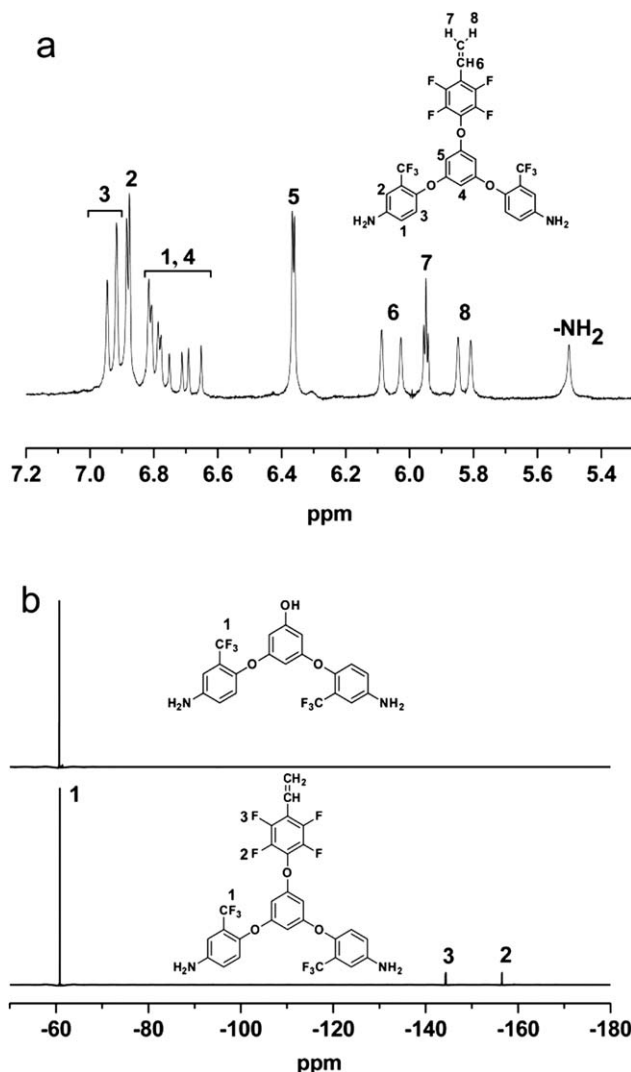 a
7 8
H H
C
CH 6
F F
F F
O
5
CF3 CF3
2 O O
4
H2N 3 NH2
1
3 2
1, 4
5
6
7
8
-NH2
7.2 7.0 6.8 6.6 6.4 6.2 6.0 5.8 5.6 5.4
ppm
b
OH
1
CF3
O O
H2N F3C NH2
1
CH2
CH
3 F F
2 F F
O
1
CF3
O O
H2N F3C NH2
3 2
-60 -80 -100 -120 -140 -160 -180
ppm